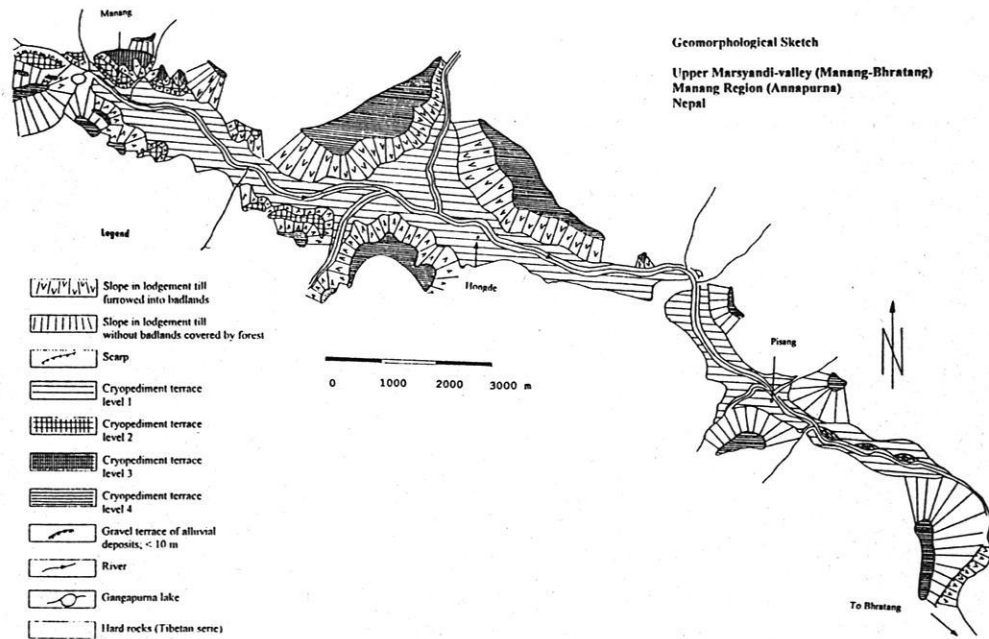 Manang
Geomorphological Sketch
Upper Marsyandi-valley (Manang-Bhratang)
Manang Region (Annapurna)
Nepal
Legend
Slope in lodgement till
furrowed into badlands
Slope in lodgement till
without badlands covered by forest
Scarp
Cryopediment terrace
level 1
Cryopediment terrace
level 2
Cryopediment terrace
level 3
Cryopediment terrace
level 4
Gravel terrace of alluvial
deposits; < 10 m
River
Gangapurna lake
Hard rocks (Tibetan serie)
Hongde
0 1000 2000 3000 m
N
Pisang
To Bhratang